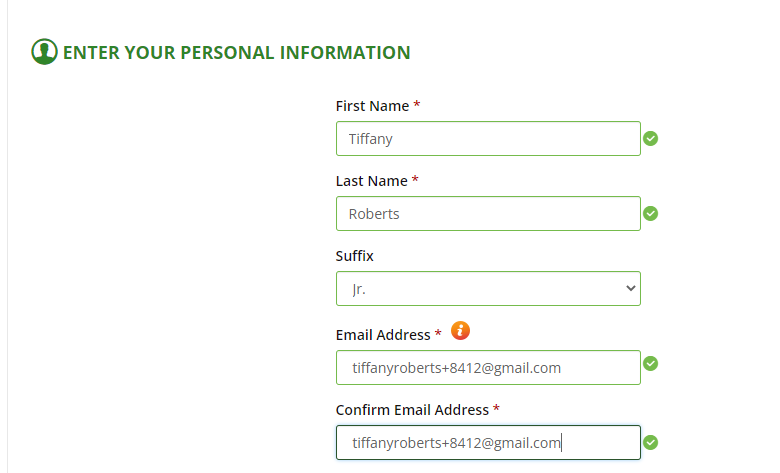 ENTER YOUR PERSONAL INFORMATION
First Name *
Tiffany
Last Name *
Roberts
Suffix
Jr.
Email Address * i
tiffanyroberts+8412@gmail.com
Confirm Email Address *
tiffanyroberts+8412@gmail.com